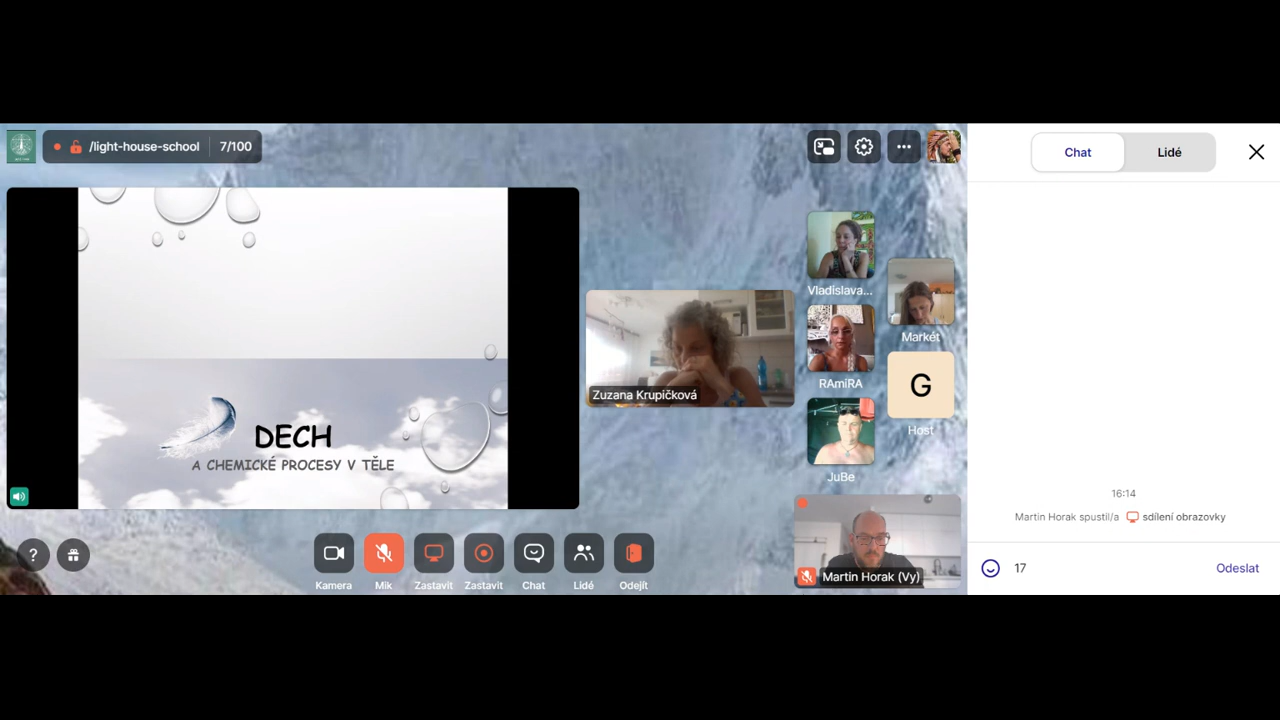 /light-house-school 7/100
DECH
A CHEMICKÉ PROCESY V TĚLE
Zuzana Krupičková
Vladislava...
Markét
RAmiRA
G
Host
JuBe
Martin Horak (Vy)
?
Kamera
Mik
Zastavit
Zastavit
Chat
Lidé
Odejít
Chat
Lidé
16:14
Martin Horak spustil/a sdílení obrazovky
17
Odeslat